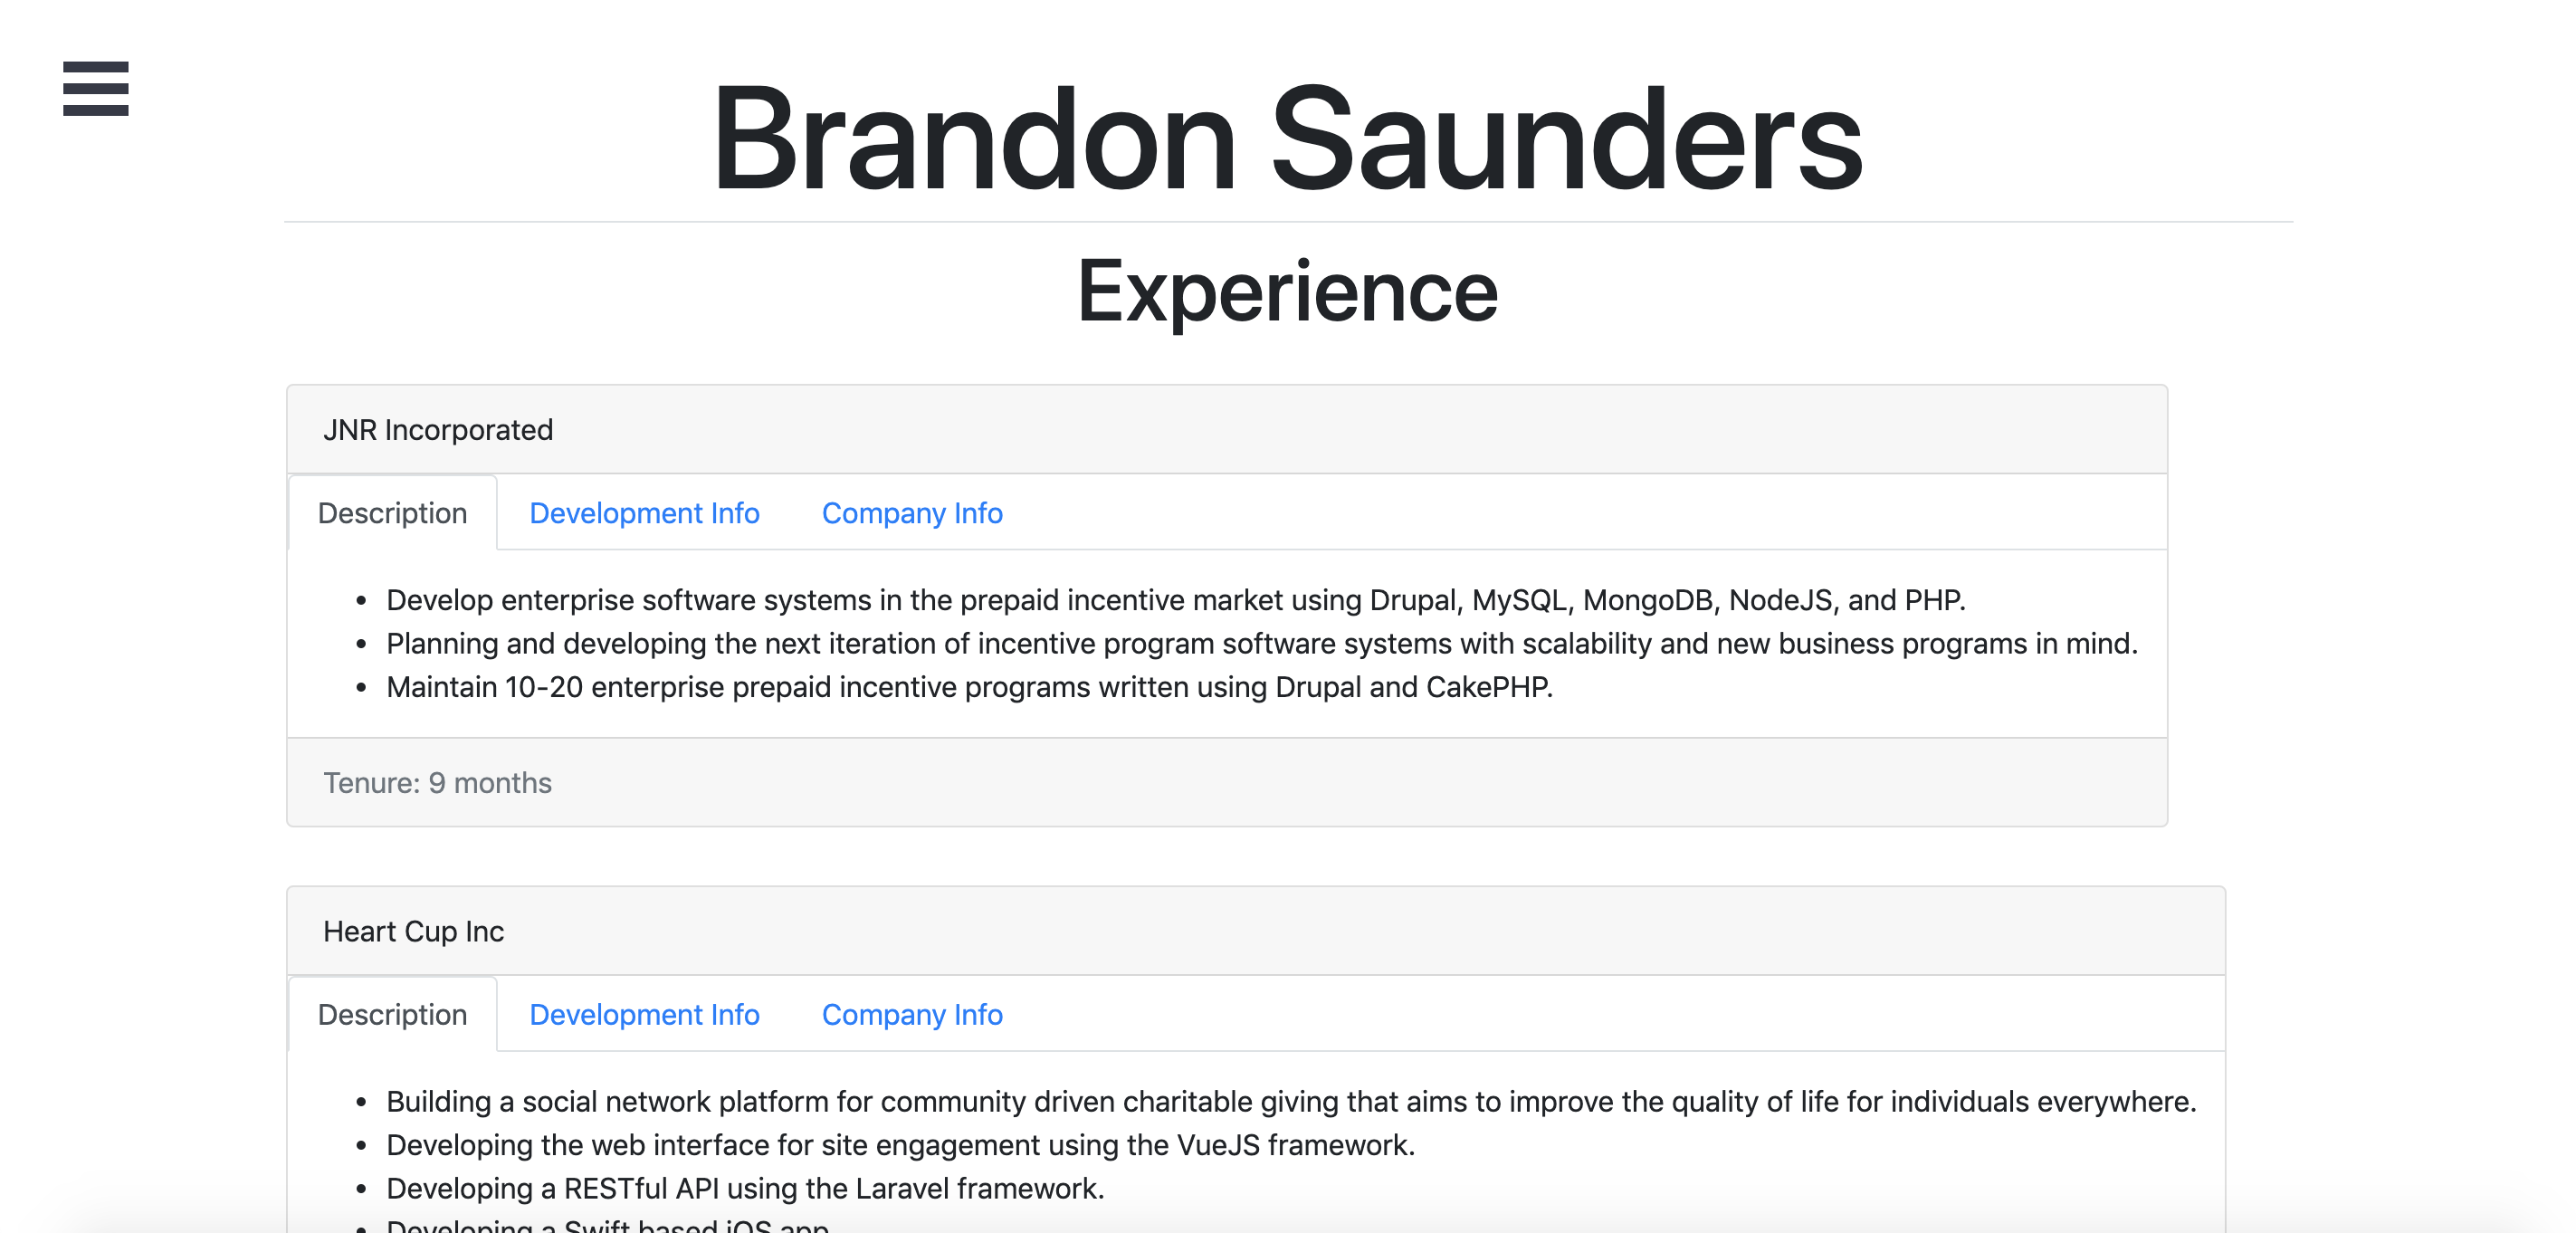 Brandon Saunders
Experience
JNR Incorporated
Description Development Info Company Info
• Develop enterprise software systems in the prepaid incentive market using Drupal, MySQL, MongoDB, NodeJS, and PHP.
• Planning and developing the next iteration of incentive program software systems with scalability and new business programs in mind.
• Maintain 10-20 enterprise prepaid incentive programs written using Drupal and CakePHP.
Tenure: 9 months
Heart Cup Inc
Description Development Info Company Info
• Building a social network platform for community driven charitable giving that aims to improve the quality of life for individuals everywhere.
• Developing the web interface for site engagement using the VueJS framework.
• Developing a RESTful API using the Laravel framework.
• Developing a Swift based iOS app